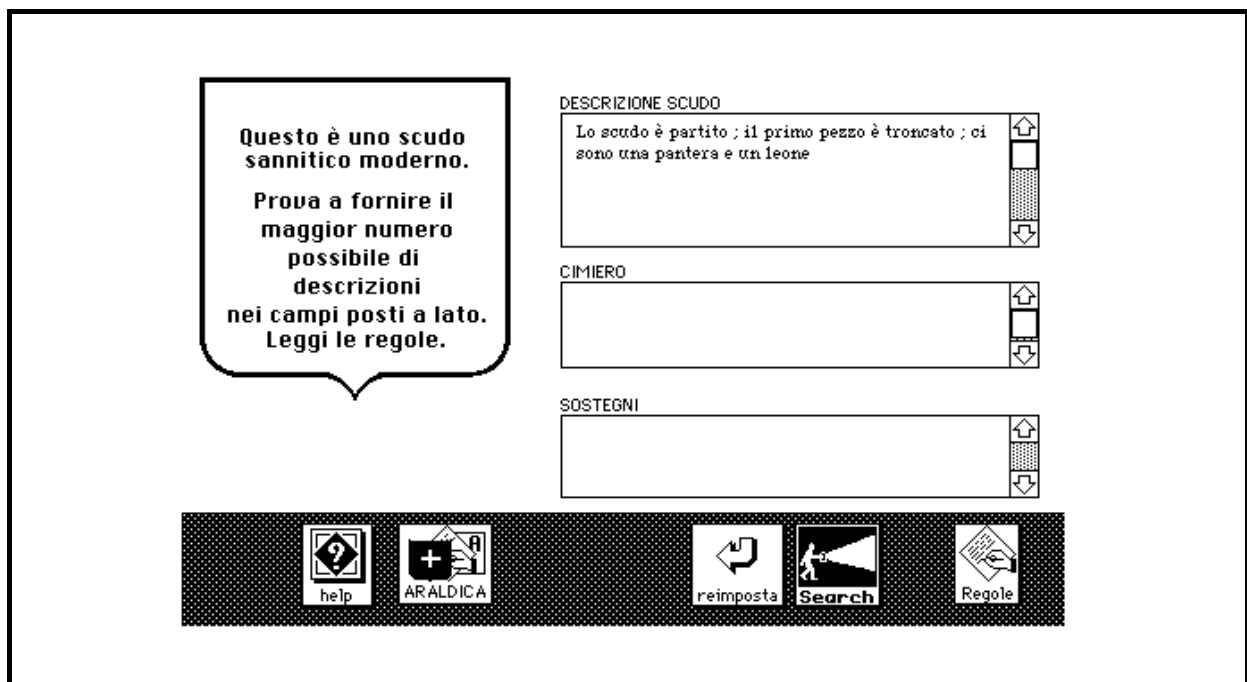 Questo è uno scudo
sannitico moderno.
Prova a fornire il
maggior numero
possibile di
descrizioni
nei campi posti a lato.
Leggi le regole.
DESCRIZIONE SCUDO
Lo scudo è partito ; il primo pezzo è troncato ; ci
sono una pantera e un leone
CIMIERO
SOSTEGNI
?
help
A
ARALDICA
reimposta
Search
Regole